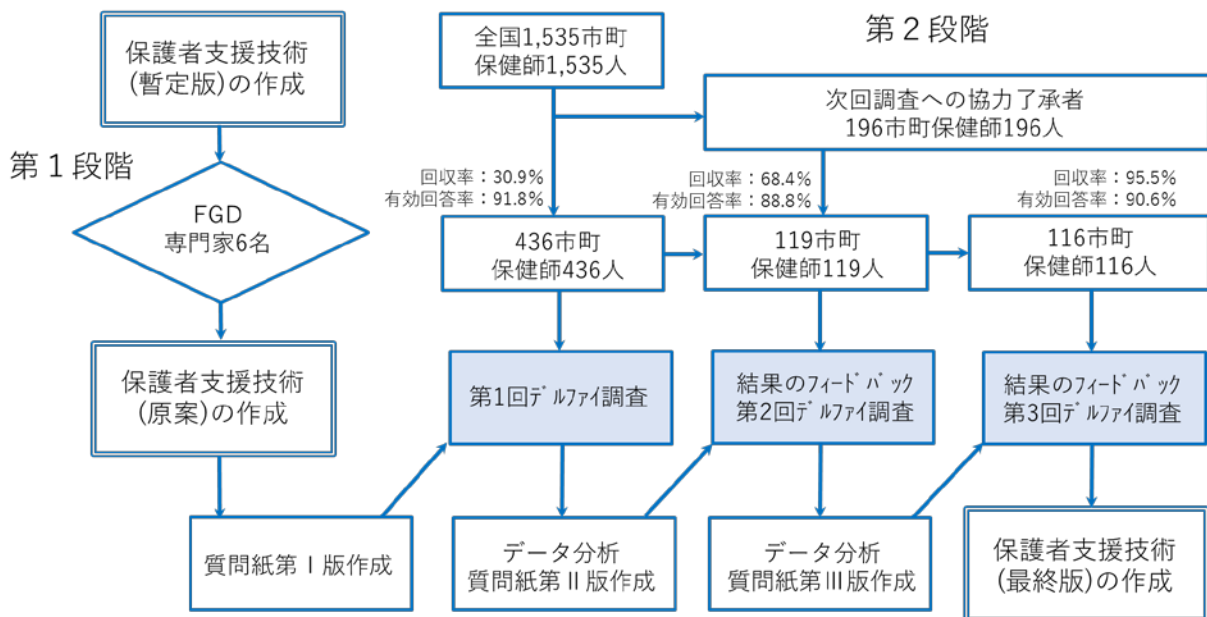 第１段階
保護者支援技術
(暫定版)の作成
FGD
専門家6名
保護者支援技術
(原案)の作成
質問紙第Ⅰ版作成
第２段階
全国1,535市町
保健師1,535人
次回調査への協力了承者
196市町保健師196人
回収率：30.9%
有効回答率：91.8%
436市町
保健師436人
回収率：68.4%
有効回答率：88.8%
119市町
保健師119人
回収率：95.5%
有効回答率：90.6%
116市町
保健師116人
第1回ﾃﾞﾙﾌｧｲ調査
結果のﾌｨｰﾄﾞﾊﾞｯｸ
第2回ﾃﾞﾙﾌｧｲ調査
結果のﾌｨｰﾄﾞﾊﾞｯｸ
第3回ﾃﾞﾙﾌｧｲ調査
データ分析
質問紙第Ⅱ版作成
データ分析
質問紙第Ⅲ版作成
保護者支援技術
(最終版)の作成